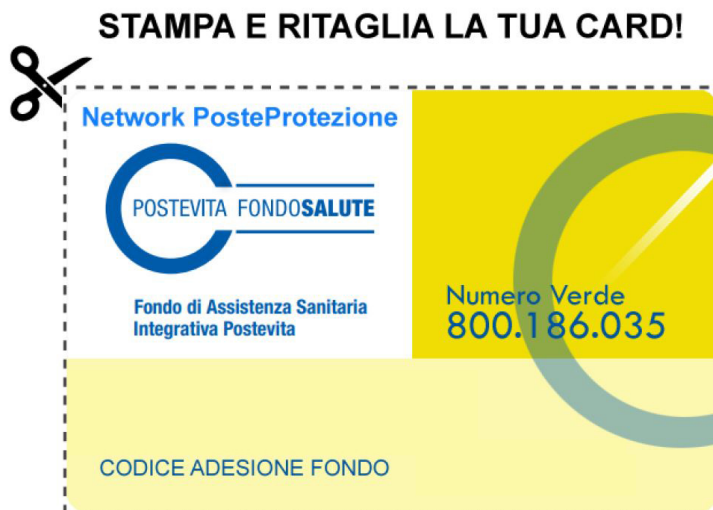 STAMPA E RITAGLIA LA TUA CARD!
Network PosteProtezione
POSTEVITA FONDOSALUTE
Fondo di Assistenza Sanitaria
Integrativa Postevita
Numero Verde
800.186.035
CODICE ADESIONE FONDO